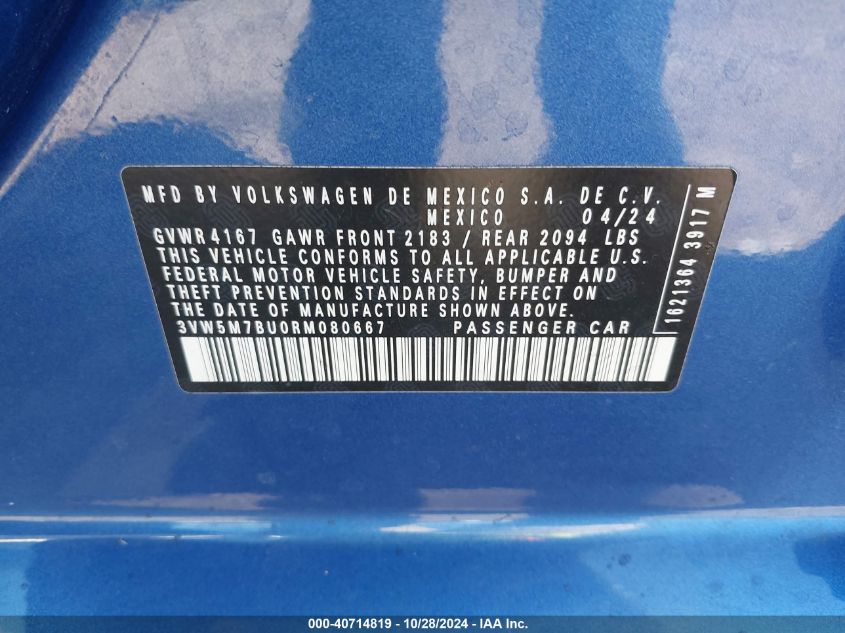 MFD BY VOLKSWAGEN DE MEXICO S.A. DE C.V.
MEXICO 04/24
GVWR 4167 GAWR FRONT 2183 / REAR 2094 LBS
THIS VEHICLE CONFORMS TO ALL APPLICABLE U.S.
FEDERAL MOTOR VEHICLE SAFETY, BUMPER AND
THEFT PREVENTION STANDARDS IN EFFECT ON
THE DATE OF MANUFACTURE SHOWN ABOVE.
3VW5M7BU0RM080667 PASSENGER CAR
1621364 3917 M
000-40714819 - 10/28/2024 - IAA Inc.